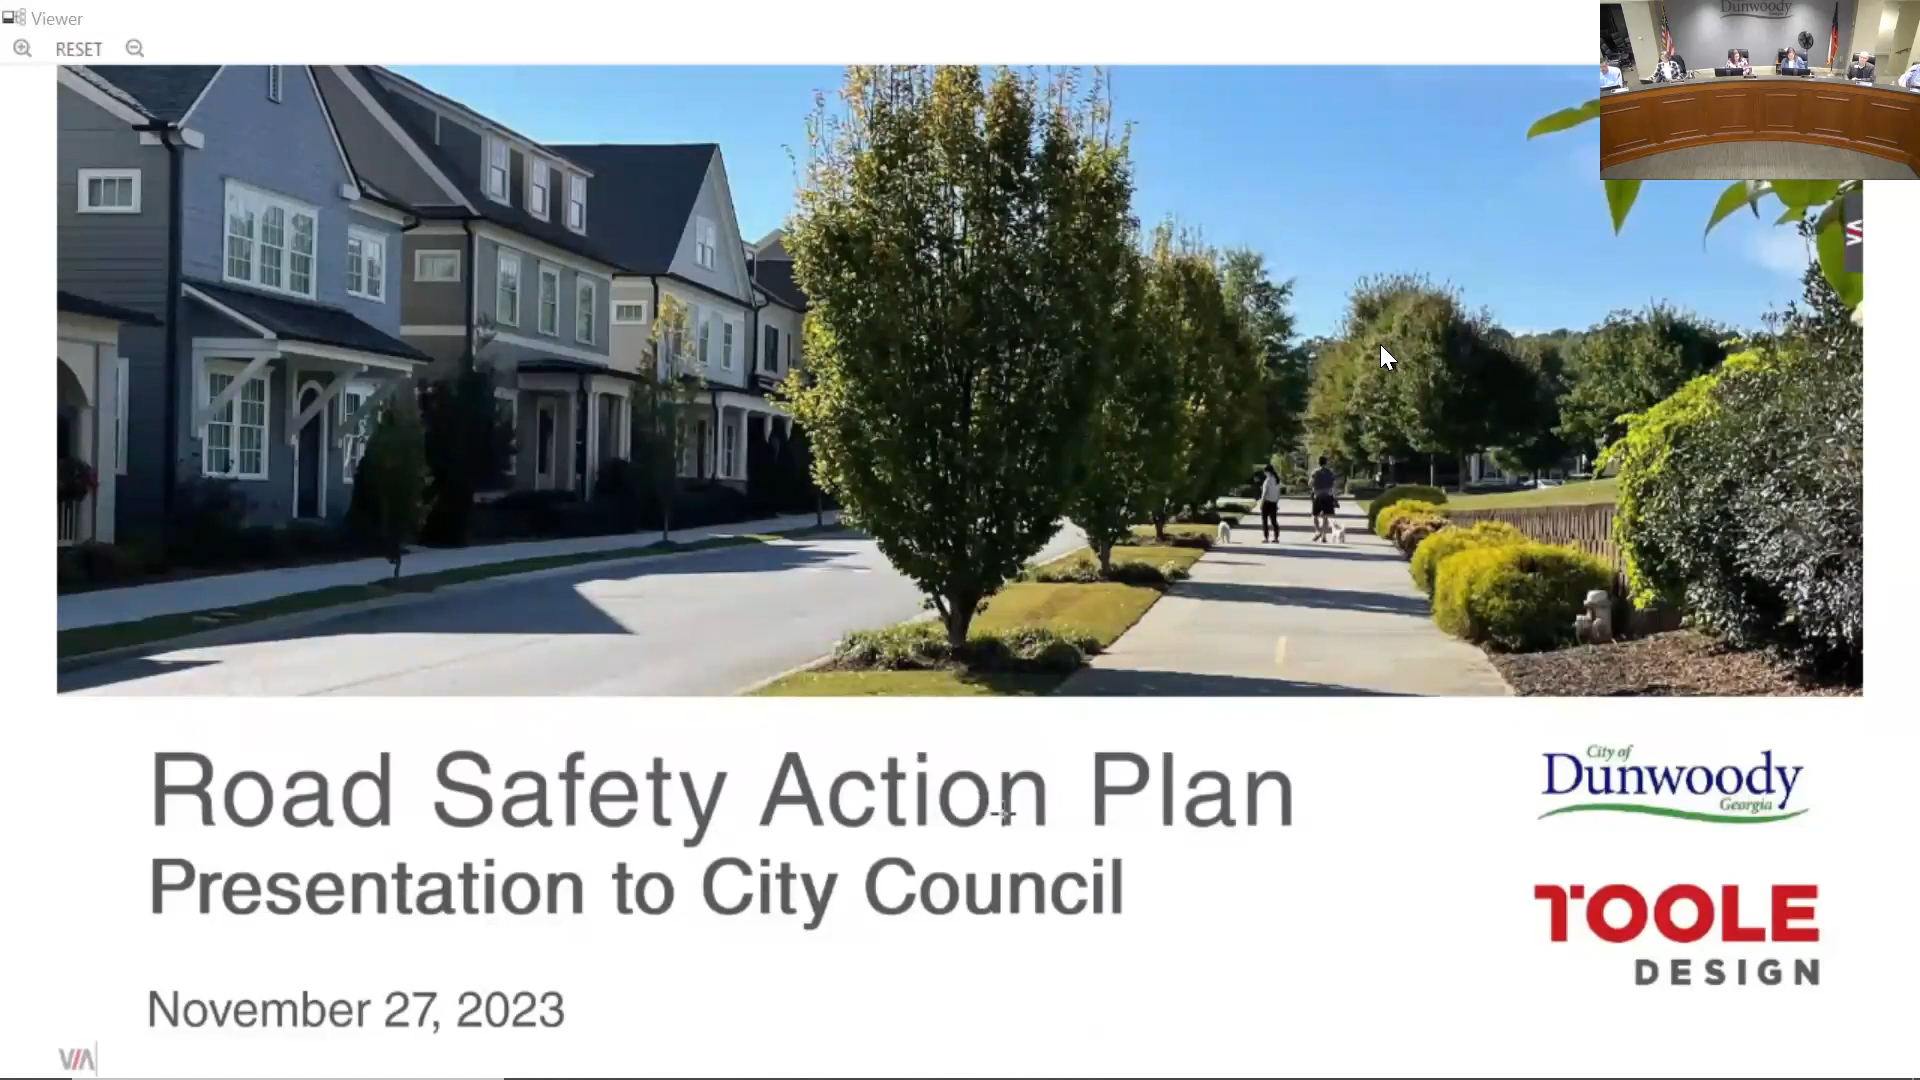 Viewer
RESET
Dunwoody
Road Safety Action Plan
Presentation to City Council
November 27, 2023
City of
Dunwoody
Georgia
TOOLE
DESIGN
VIA